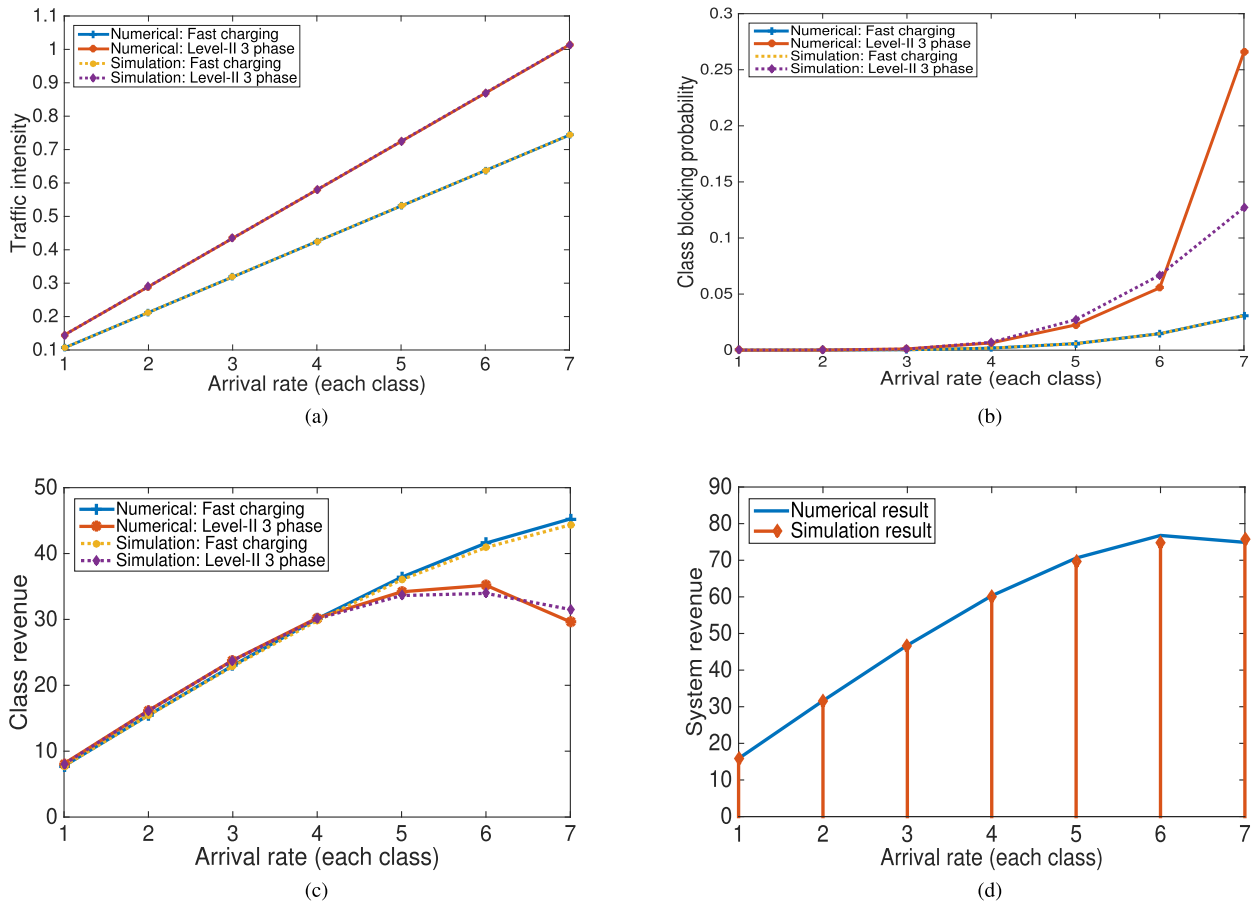 1.1
1
0.9
0.8
0.7
0.6
0.5
0.4
0.3
0.2
0.1
Traffic intensity
Numerical: Fast charging
Numerical: Level-II 3 phase
Simulation: Fast charging
Simulation: Level-II 3 phase
1 2 3 4 5 6 7
Arrival rate (each class)
(a)
0.3
0.25
0.2
0.15
0.1
0.05
0
Class blocking probability
Numerical: Fast charging
Numerical: Level-II 3 phase
Simulation: Fast charging
Simulation: Level-II 3 phase
1 2 3 4 5 6 7
Arrival rate (each class)
(b)
50
40
30
20
10
0
Class revenue
Numerical: Fast charging
Numerical: Level-II 3 phase
Simulation: Fast charging
Simulation: Level-II 3 phase
1 2 3 4 5 6 7
Arrival rate (each class)
(c)
90
80
70
60
50
40
30
20
10
0
System revenue
Numerical result
Simulation result
1 2 3 4 5 6 7
Arrival rate (each class)
(d)